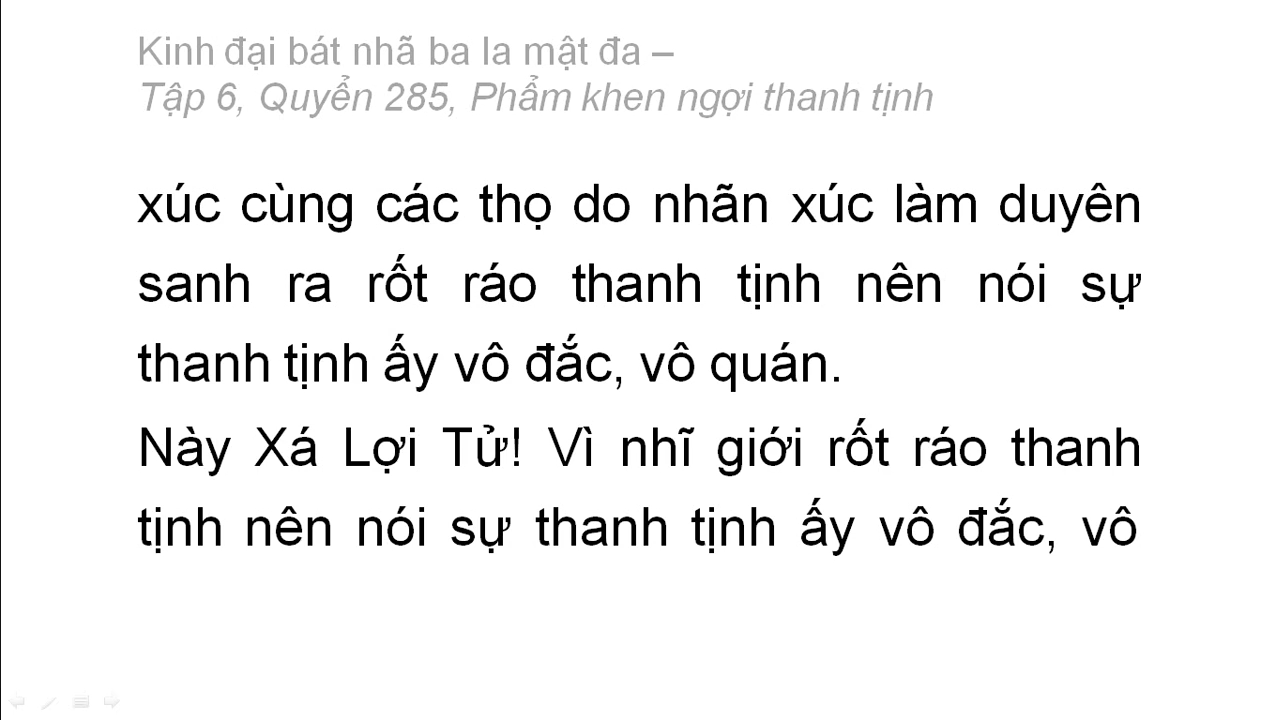 Kinh đại bát nhã ba la mật đa –
Tập 6, Quyển 285, Phẩm khen ngợi thanh tịnh
xúc cùng các thọ do nhãn xúc làm duyên
sanh ra rốt ráo thanh tịnh nên nói sự
thanh tịnh ấy vô đắc, vô quán.
Này Xá Lợi Tử! Vì nhĩ giới rốt ráo thanh
tịnh nên nói sự thanh tịnh ấy vô đắc, vô